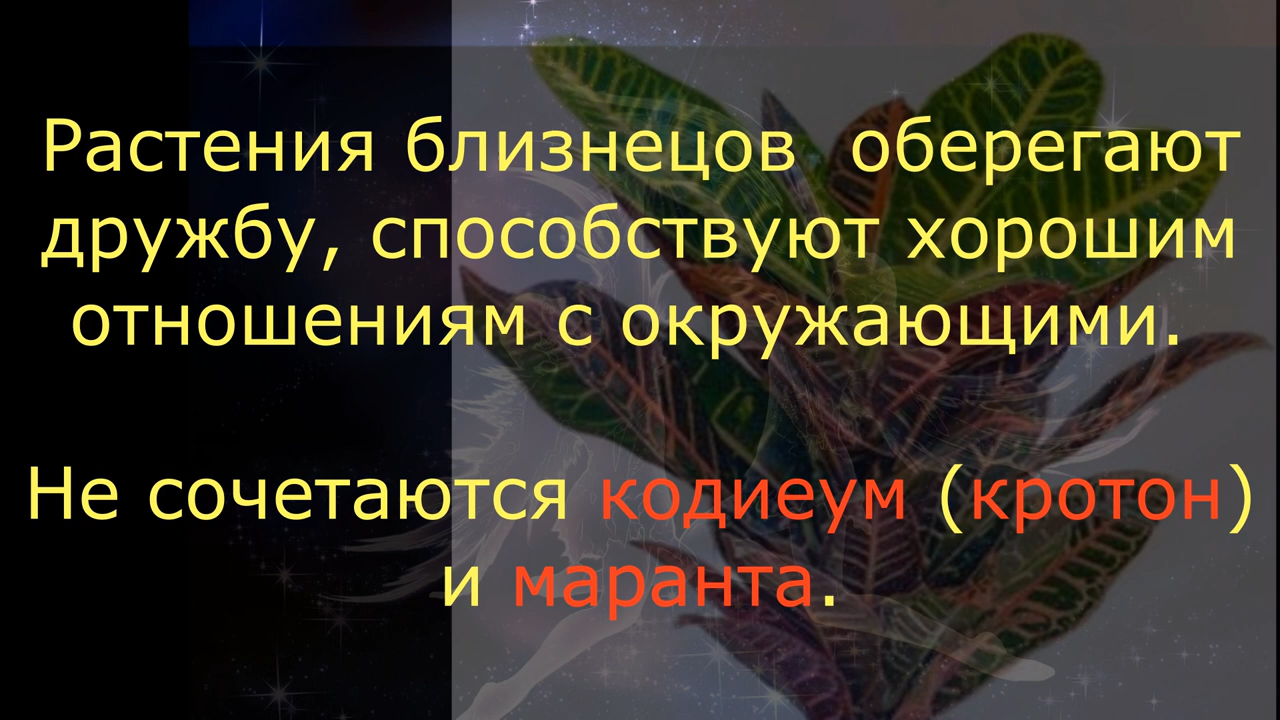 Растения близнецов оберегают
дружбу, способствуют хорошим
отношениям с окружающими.
Не сочетаются кодиеум (кротон)
и маранта.